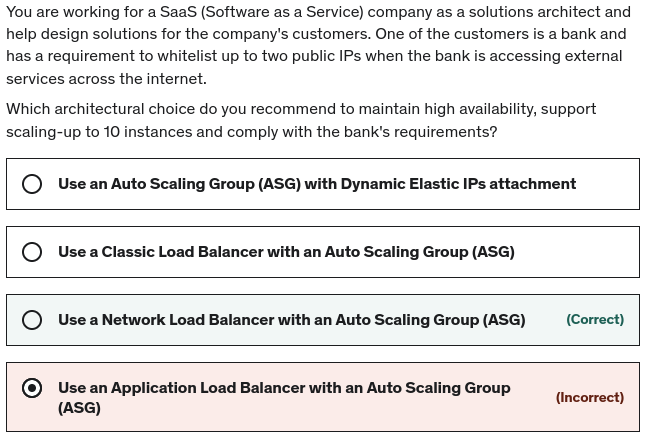 You are working for a SaaS (Software as a Service) company as a solutions architect and
help design solutions for the company's customers. One of the customers is a bank and
has a requirement to whitelist up to two public IPs when the bank is accessing external
services across the internet.
Which architectural choice do you recommend to maintain high availability, support
scaling-up to 10 instances and comply with the bank's requirements?
Use an Auto Scaling Group (ASG) with Dynamic Elastic IPs attachment
Use a Classic Load Balancer with an Auto Scaling Group (ASG)
Use a Network Load Balancer with an Auto Scaling Group (ASG) (Correct)
Use an Application Load Balancer with an Auto Scaling Group
(ASG) (Incorrect)